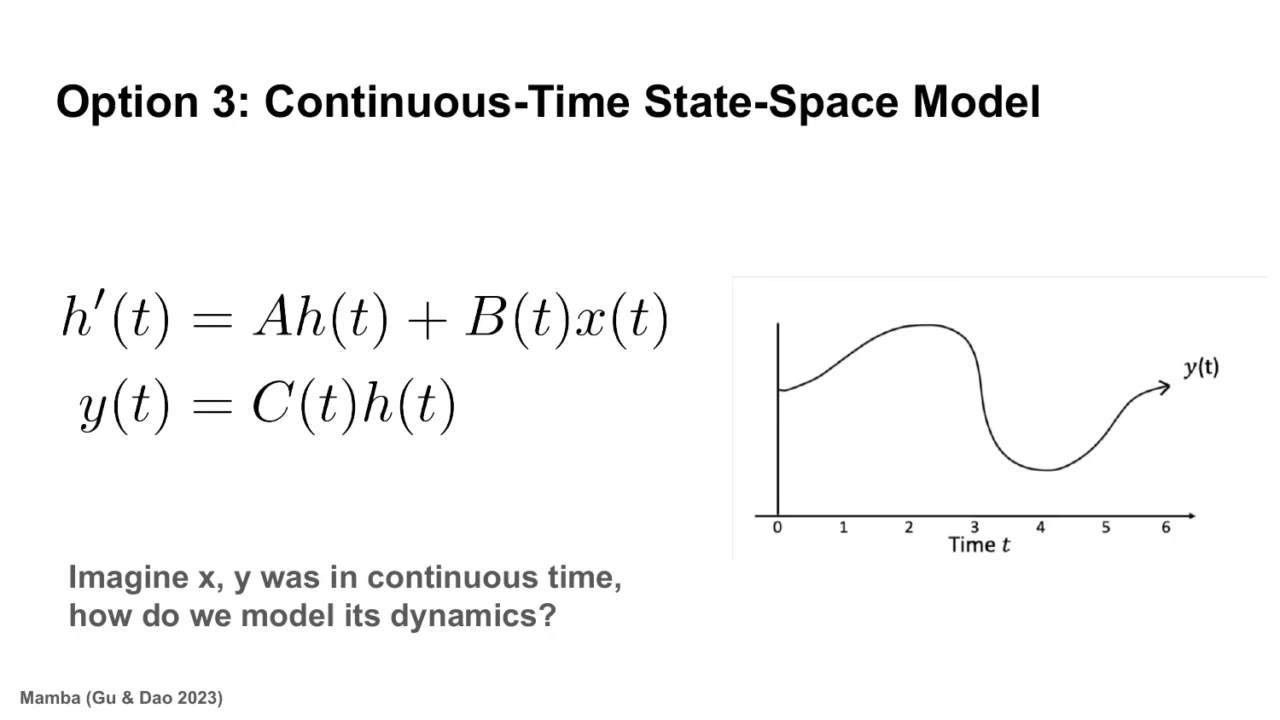 Option 3: Continuous-Time State-Space Model
h′(t) = Ah(t) + B(t)x(t)
y(t) = C(t)h(t)
y(t)
0 1 2 3 4 5 6
Time t
Imagine x, y was in continuous time,
how do we model its dynamics?
Mamba (Gu & Dao 2023)